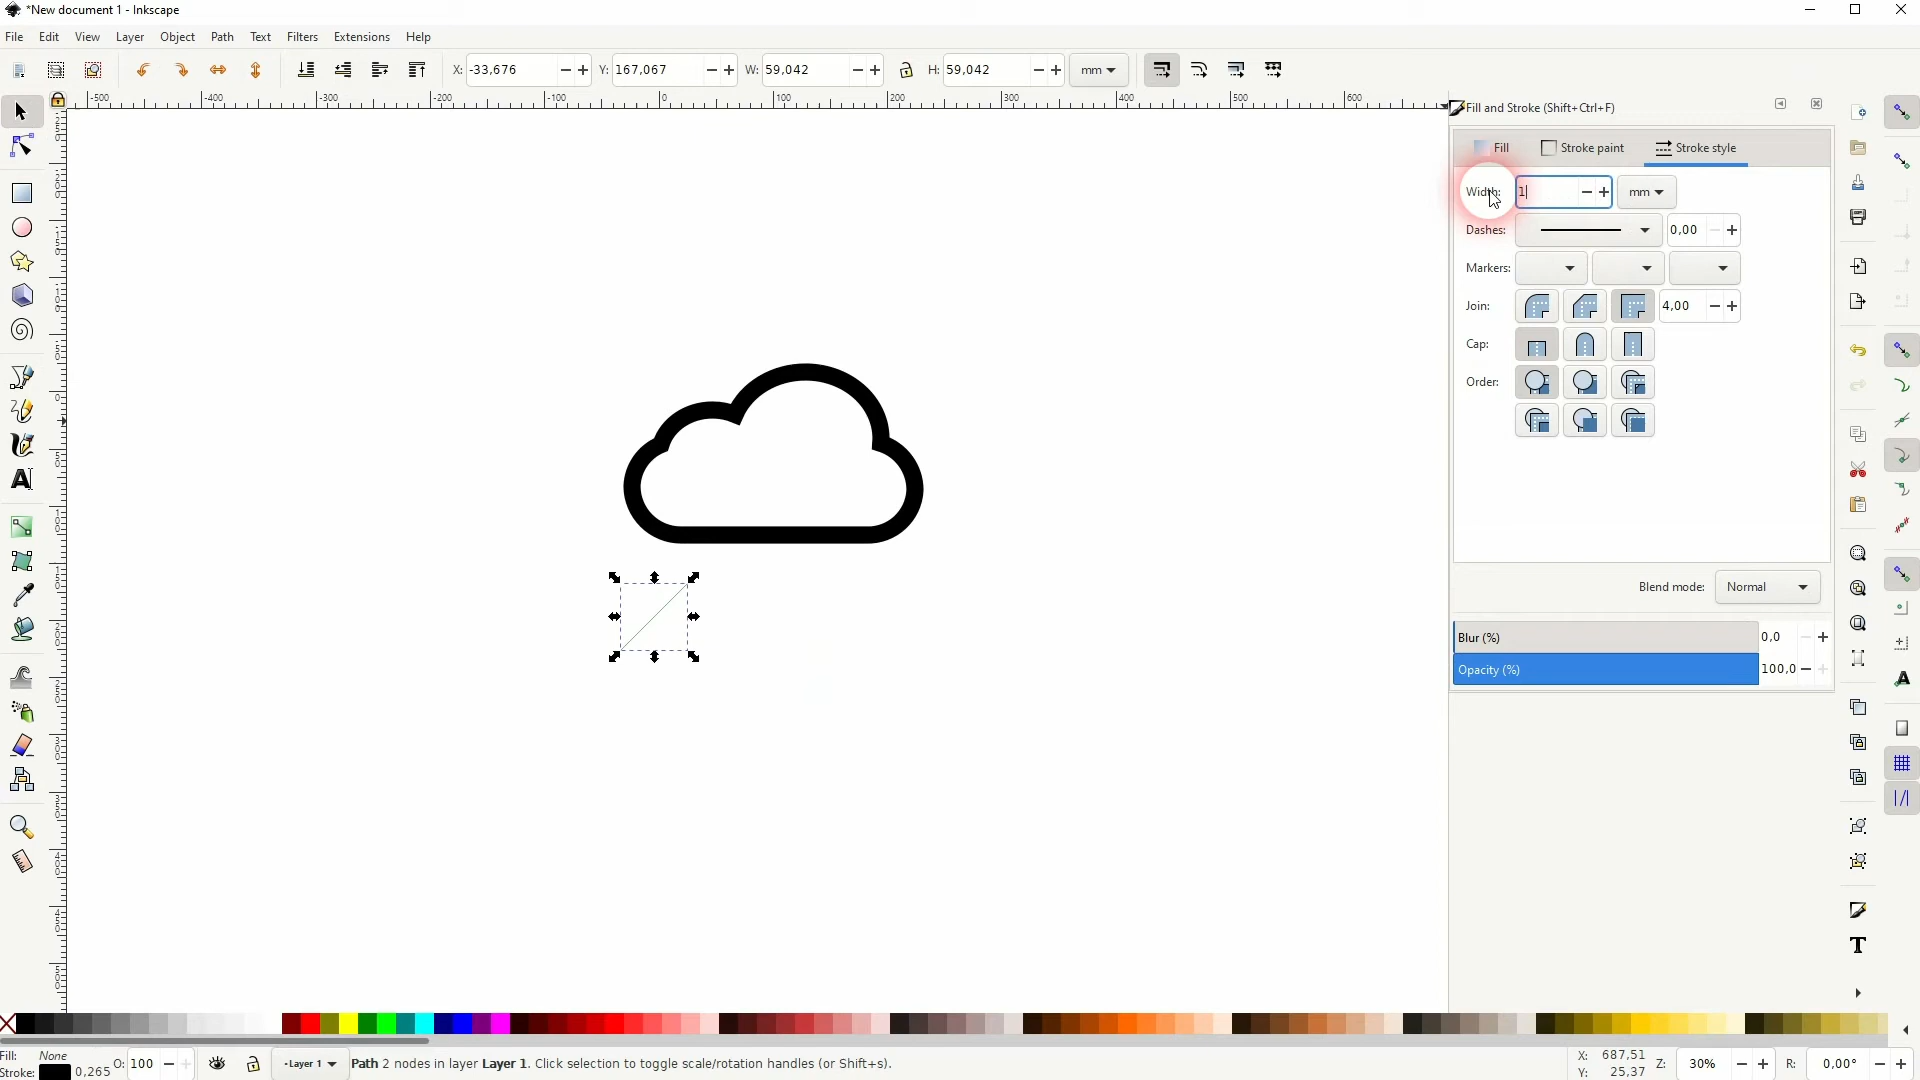 *New document 1 - Inkscape
File Edit View Layer Object Path Text Filters Extensions Help
X: -33,676 Y: 167,067 W: 59,042 H: 59,042 mm
-500 -400 -300 -200 -100 0 100 200 300 400 500 600
Fill and Stroke (Shift+Ctrl+F)
Fill Stroke paint Stroke style
Width: 1 mm
Dashes: 0,00
Markers:
Join: 4,00
Cap:
Order:
Blend mode: Normal
Blur (%) 0,0
Opacity (%) 100,0
Fill: None
Stroke: 0,265 O: 100 -Layer 1 Path 2 nodes in layer Layer 1. Click selection to toggle scale/rotation handles (or Shift+s).
X: 687,51 Z: 30% R: 0,00°
Y: 25,37